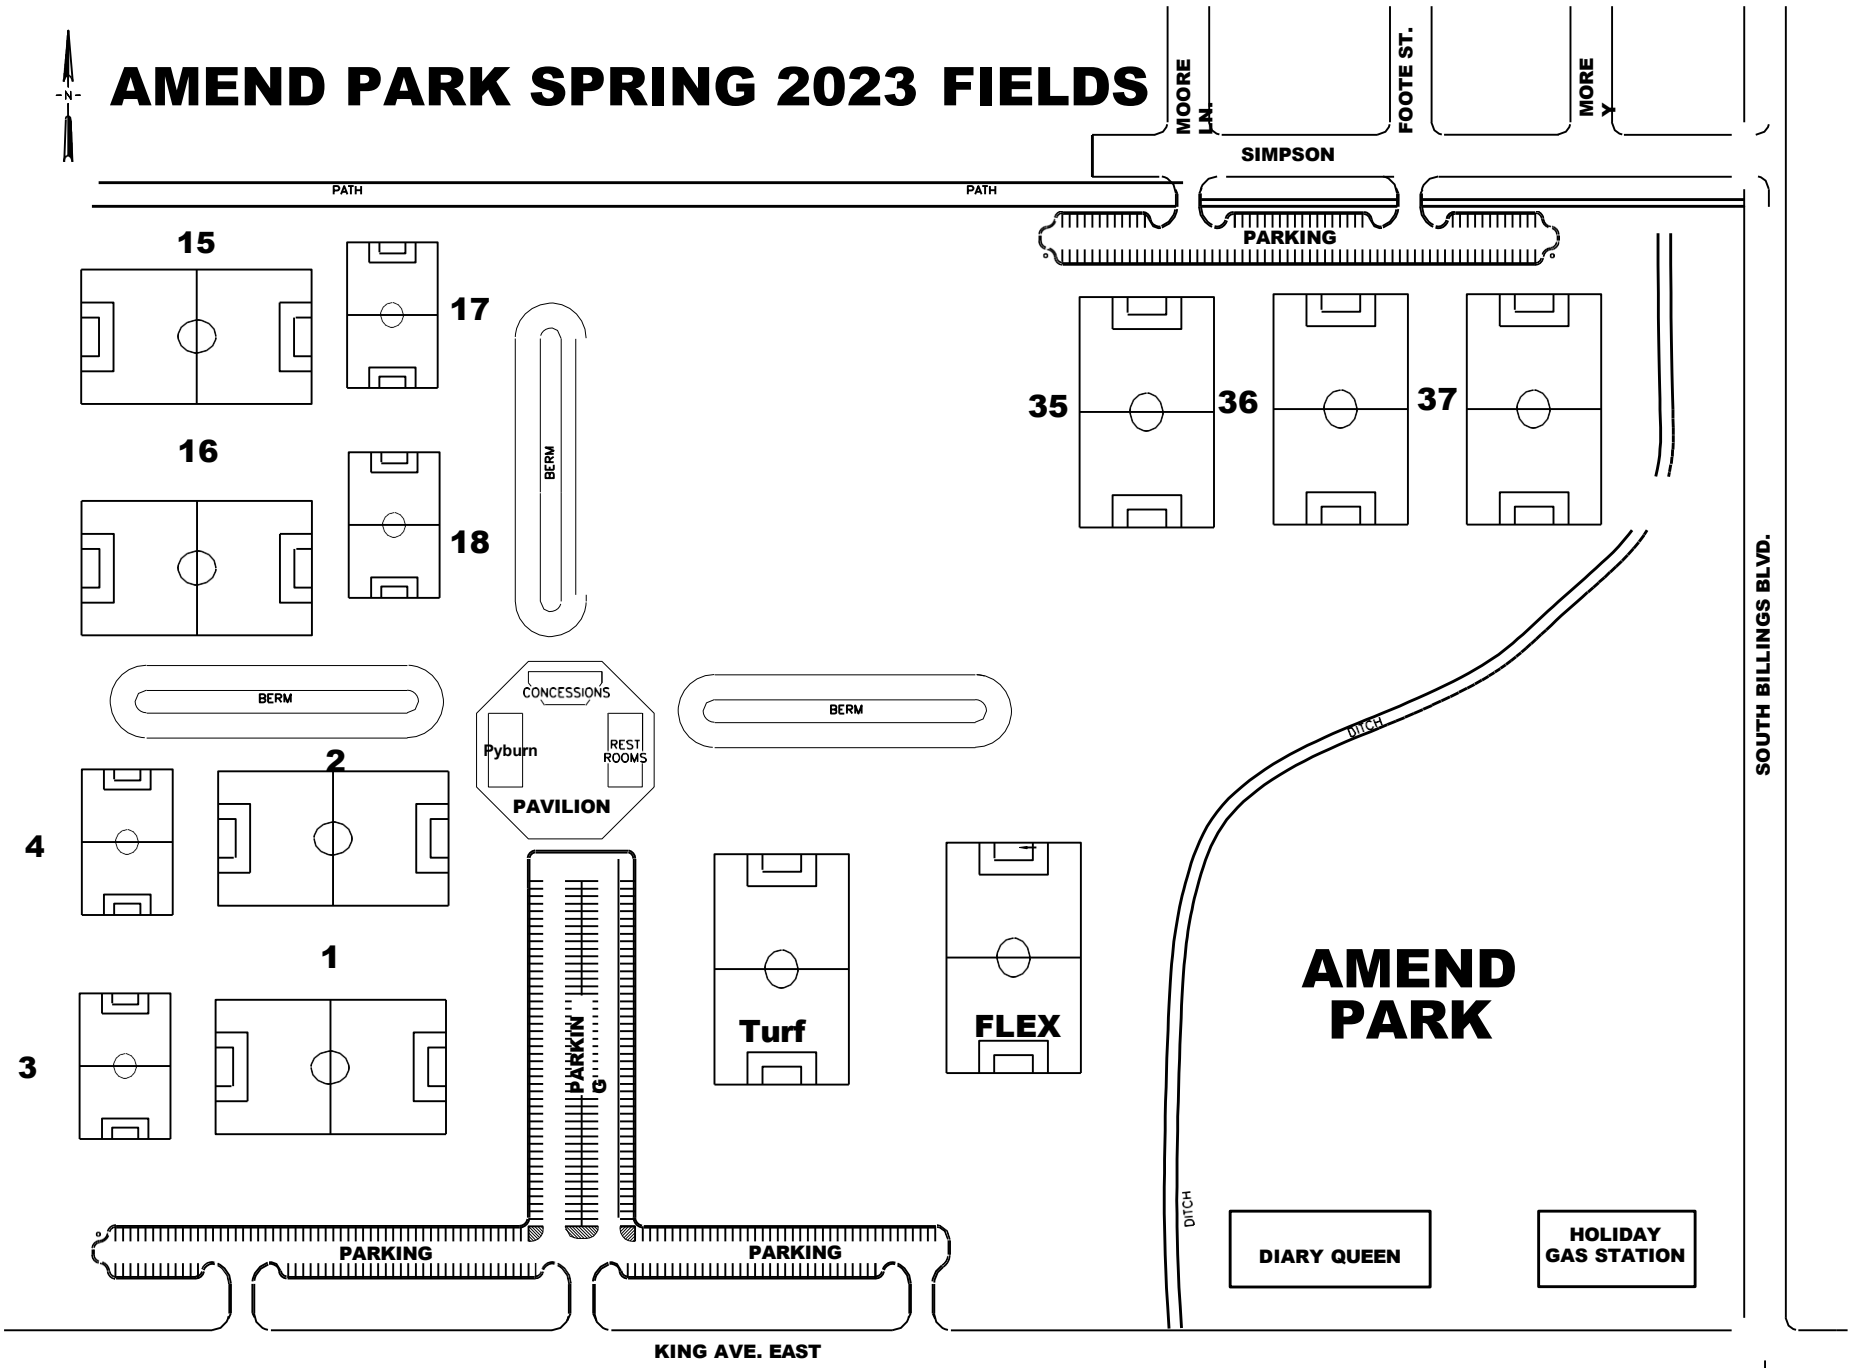 N
AMEND PARK SPRING 2023 FIELDS
MOORE
LN.
FOOTE ST.
MORE
Y
SIMPSON
PATH
PATH
PARKING
15
17
35
36
37
16
18
BERM
SOUTH BILLINGS BLVD.
BERM
CONCESSIONS
Pyburn
REST
ROOMS
PAVILION
BERM
DITCH
2
4
1
3
PARKIN
G
Turf
FLEX
AMEND
PARK
DITCH
PARKING
PARKING
DIARY QUEEN
HOLIDAY
GAS STATION
KING AVE. EAST